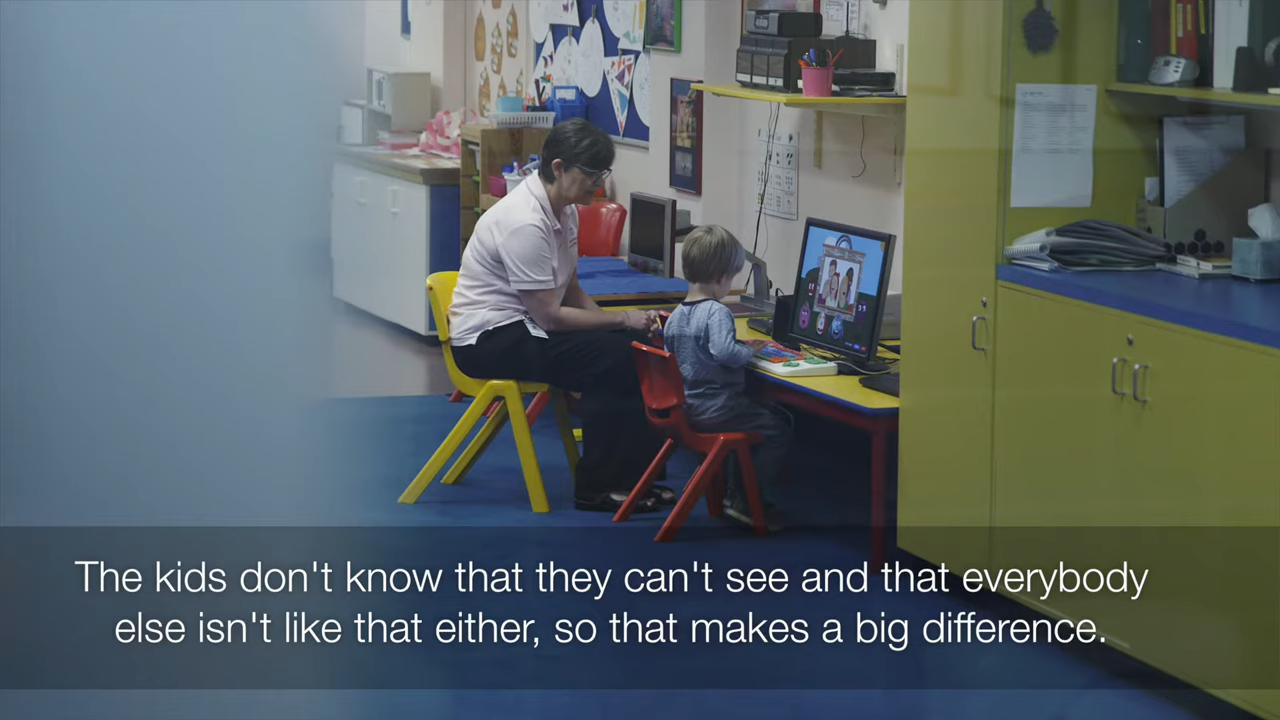 The kids don't know that they can't see and that everybody
else isn't like that either, so that makes a big difference.